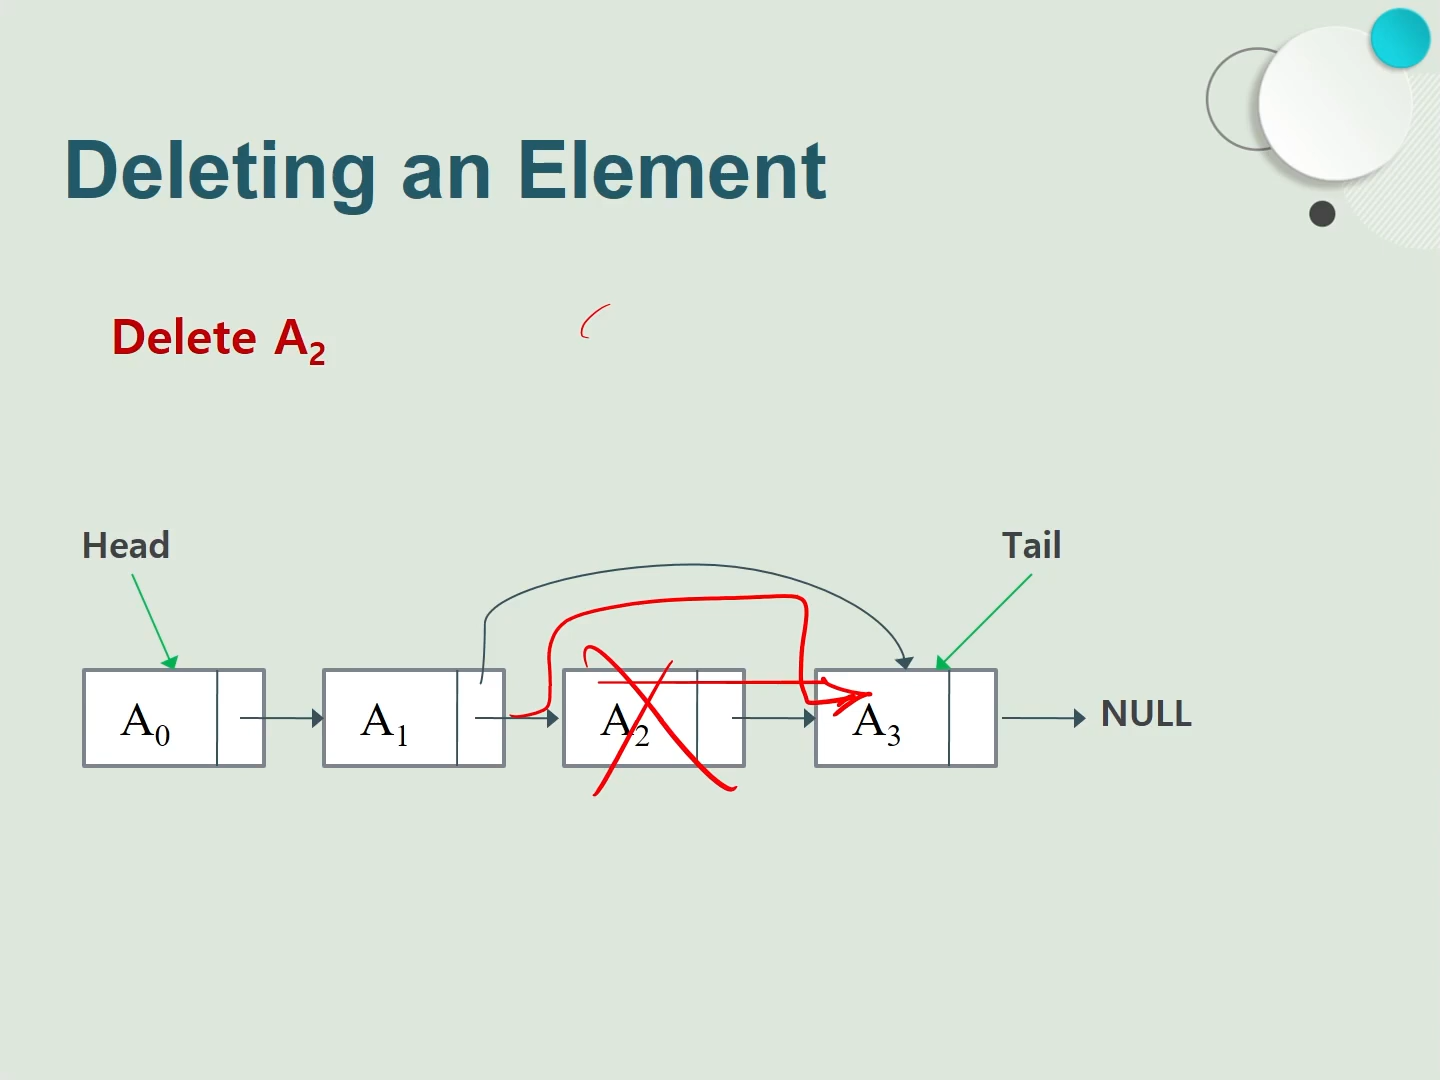 Deleting an Element
Delete A₂
Head Tail
A₀ A₁ A₂ A₃ NULL